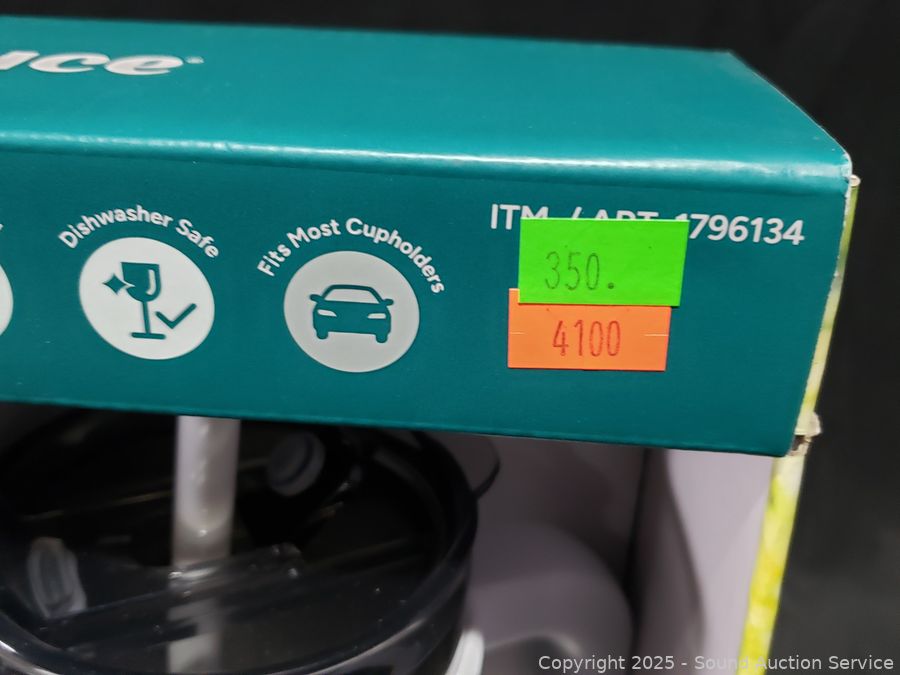 Dishwasher Safe
Fits Most Cupholders
ITM. / ART. 1796134
350.
4100
Copyright 2025 - Sound Auction Service